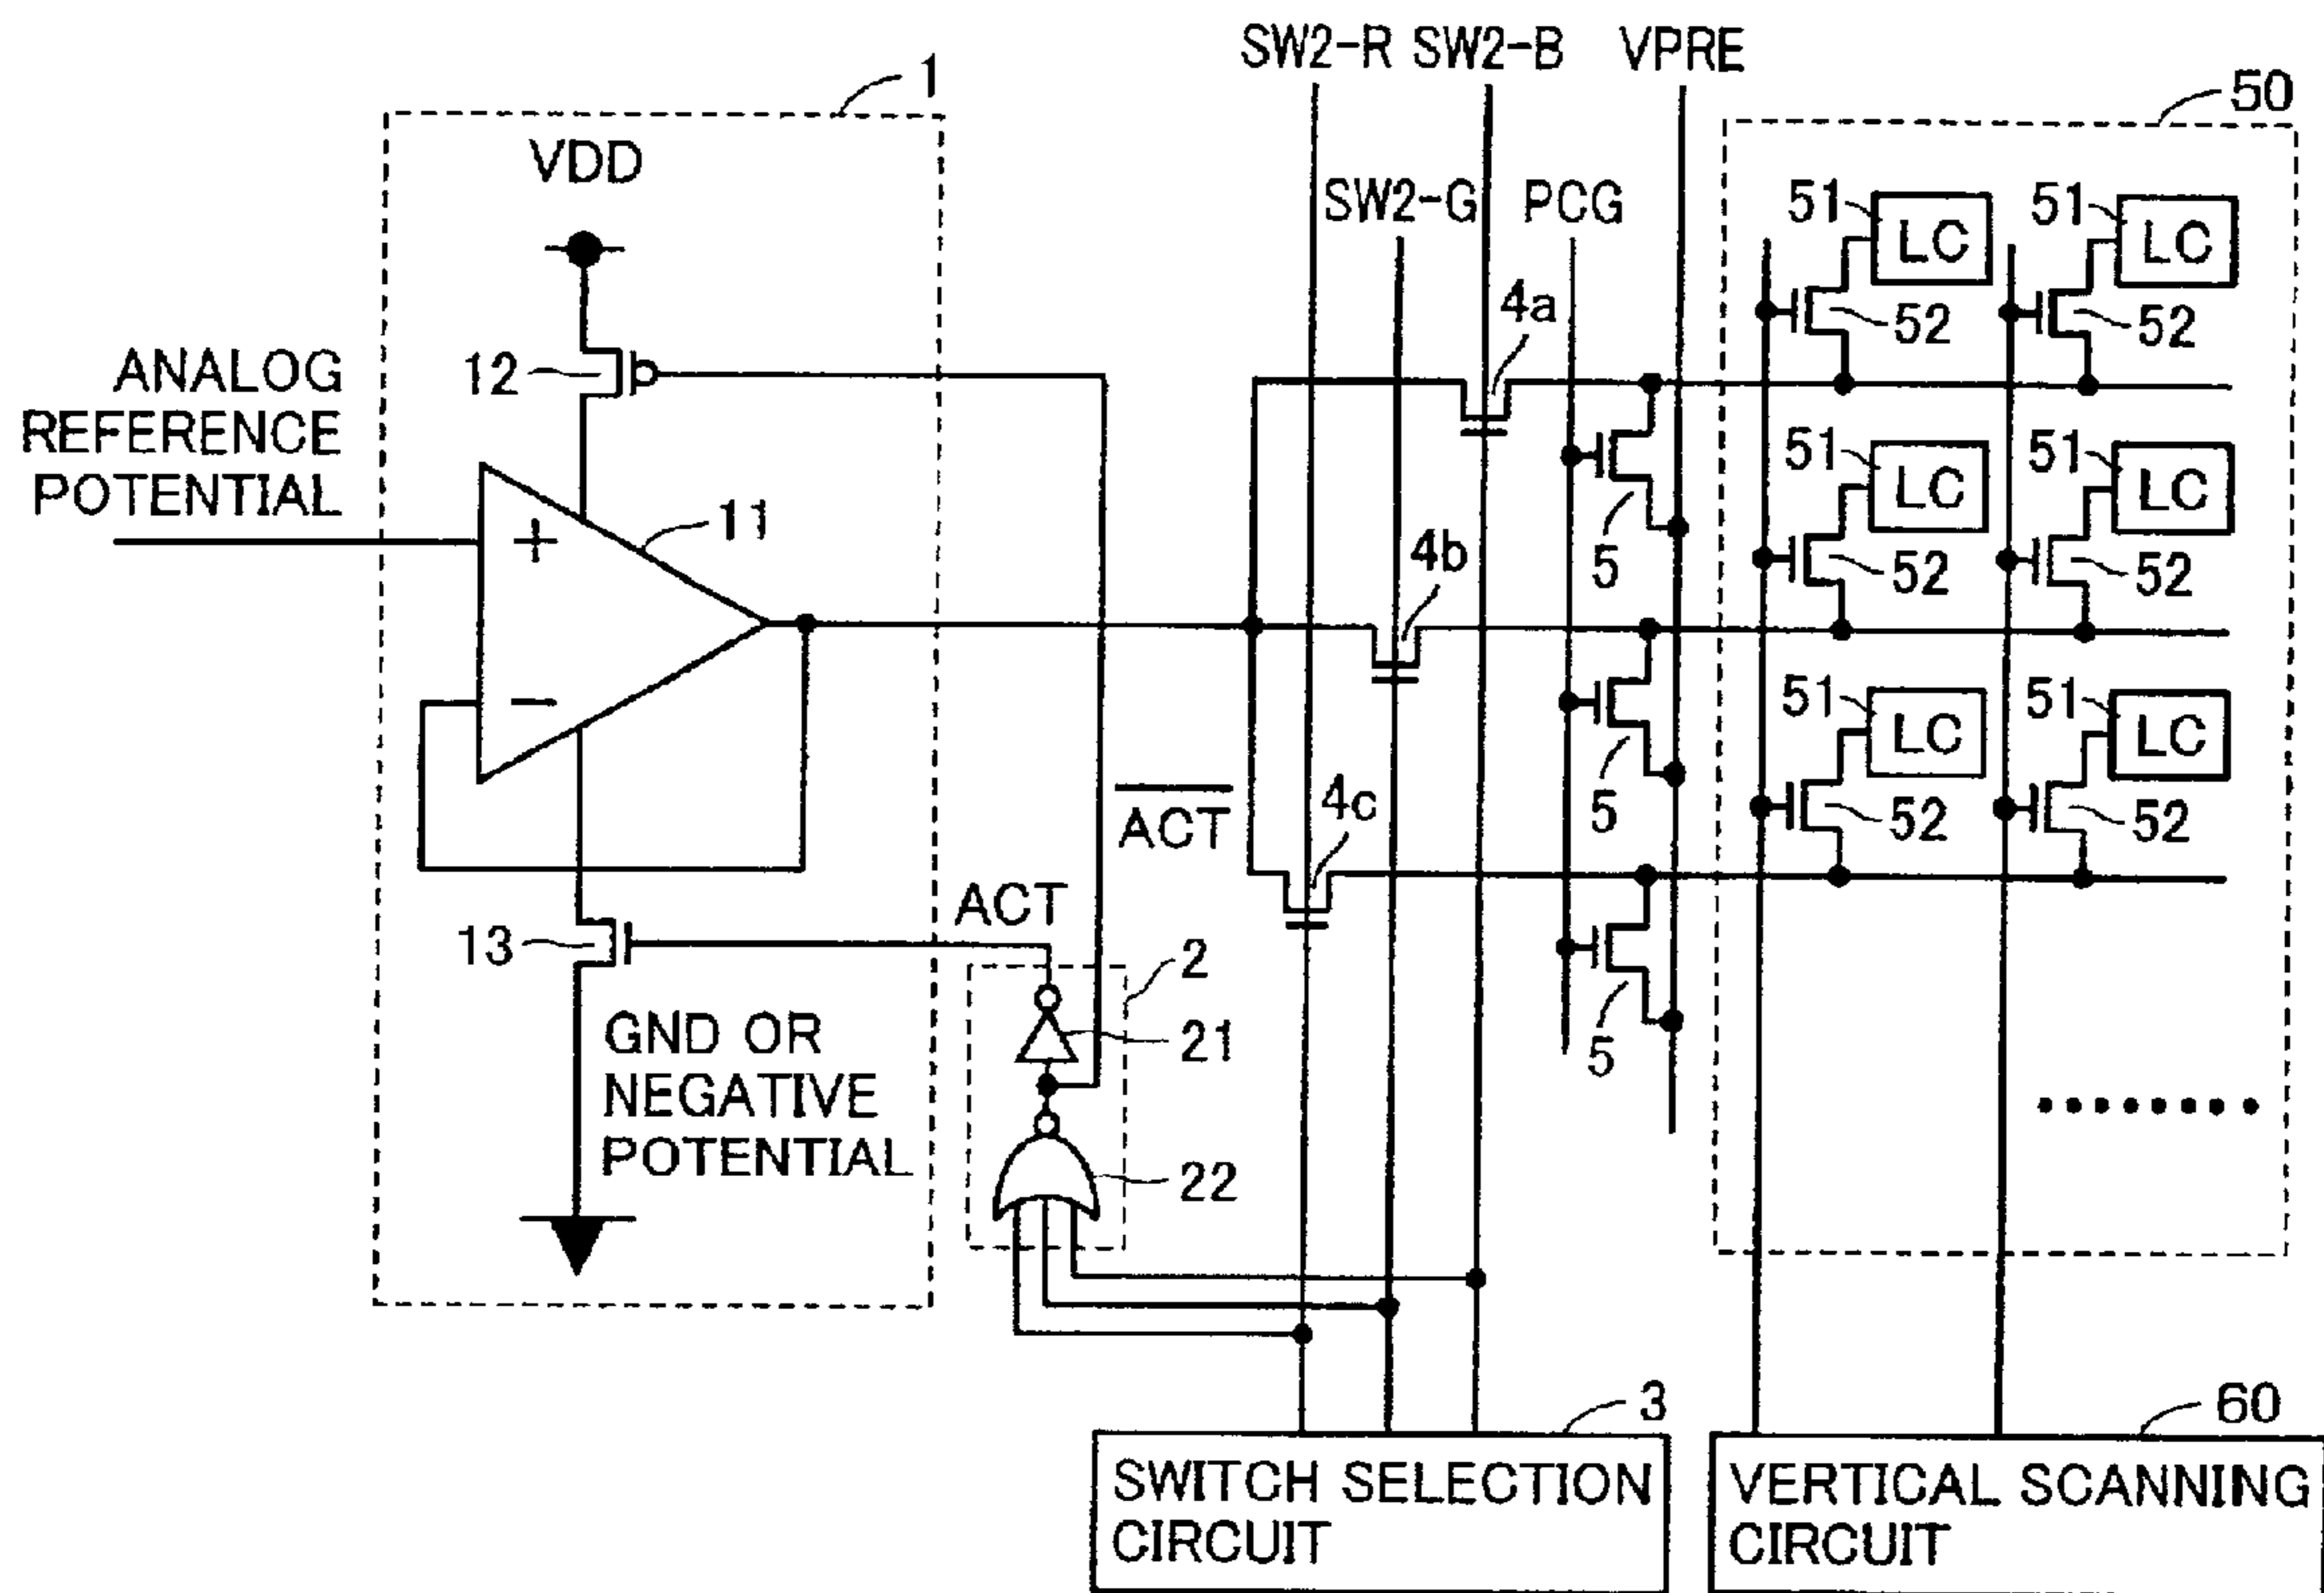 SW2-R SW2-B VPRE
1
50
VDD
SW2-G PCG
51 LC 51 LC
4a
52 52
12
ANALOG
REFERENCE
POTENTIAL
+
11
51 LC 51 LC
5
4b
52 52
−
51 LC 51 LC
ACT
4c
5
52 52
ACT
13
2
GND OR
NEGATIVE
POTENTIAL
21
5
22
........
3
60
SWITCH SELECTION
CIRCUIT
VERTICAL SCANNING
CIRCUIT